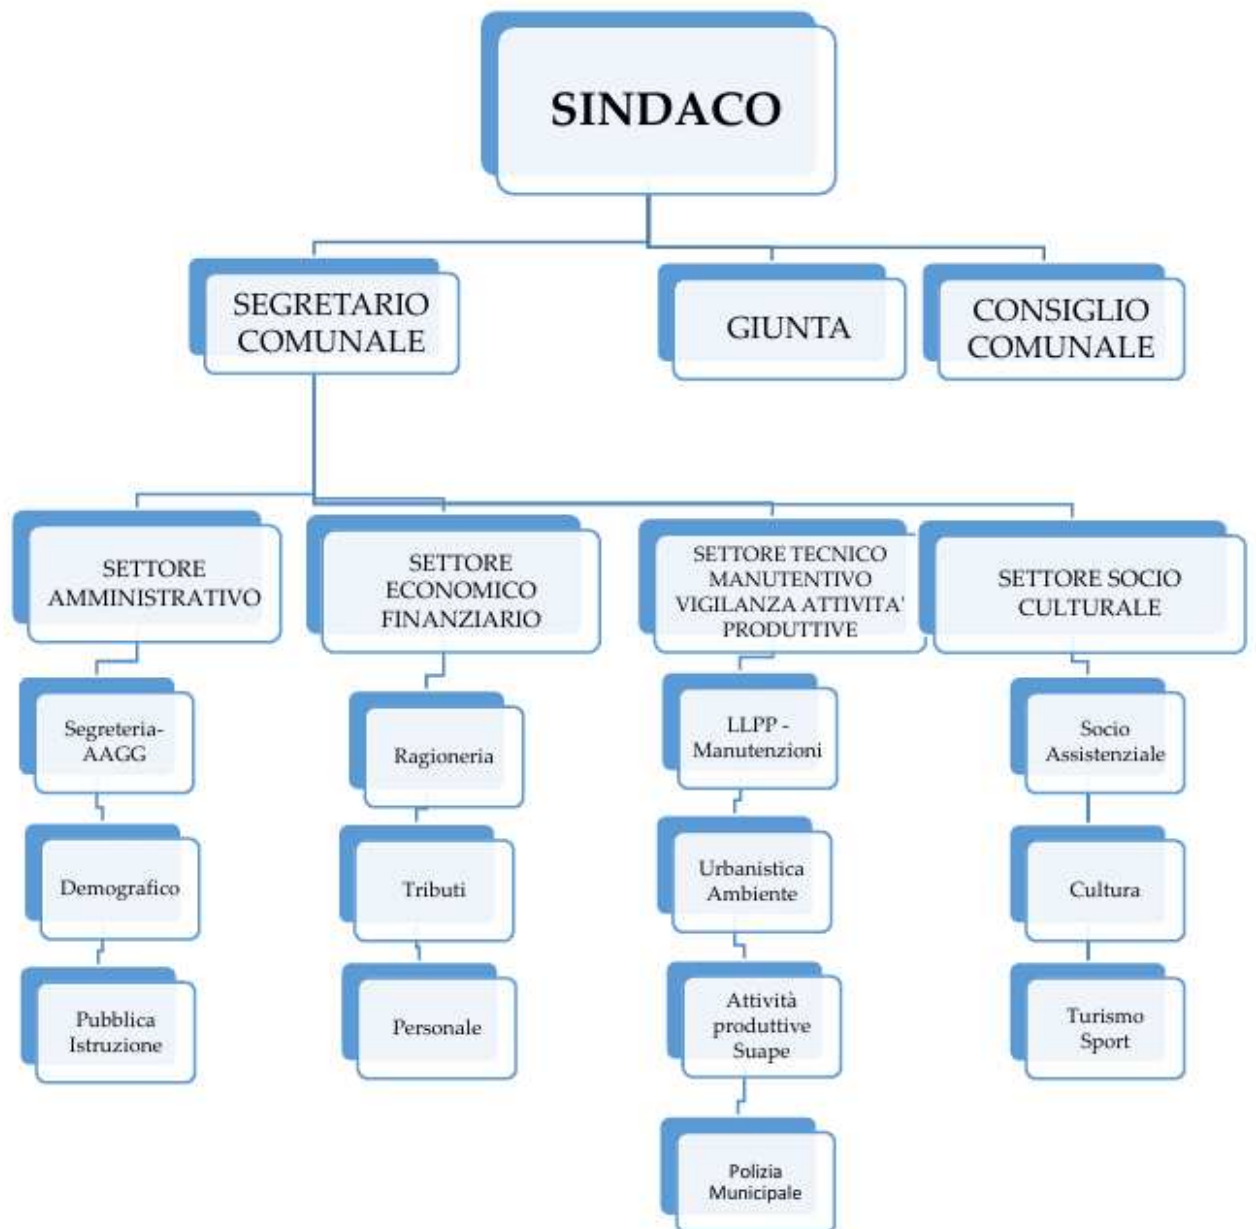 SINDACO
SEGRETARIO
COMUNALE
GIUNTA
CONSIGLIO
COMUNALE
SETTORE
AMMINISTRATIVO
SETTORE
ECONOMICO
FINANZIARIO
SETTORE TECNICO
MANUTENTIVO
VIGILANZA ATTIVITA'
PRODUTTIVE
SETTORE SOCIO
CULTURALE
Segreteria-
AAGG
Demografico
Pubblica
Istruzione
Ragioneria
Tributi
Personale
LLPP -
Manutenzioni
Urbanistica
Ambiente
Attività
produttive
Suape
Polizia
Municipale
Socio
Assistenziale
Cultura
Turismo
Sport